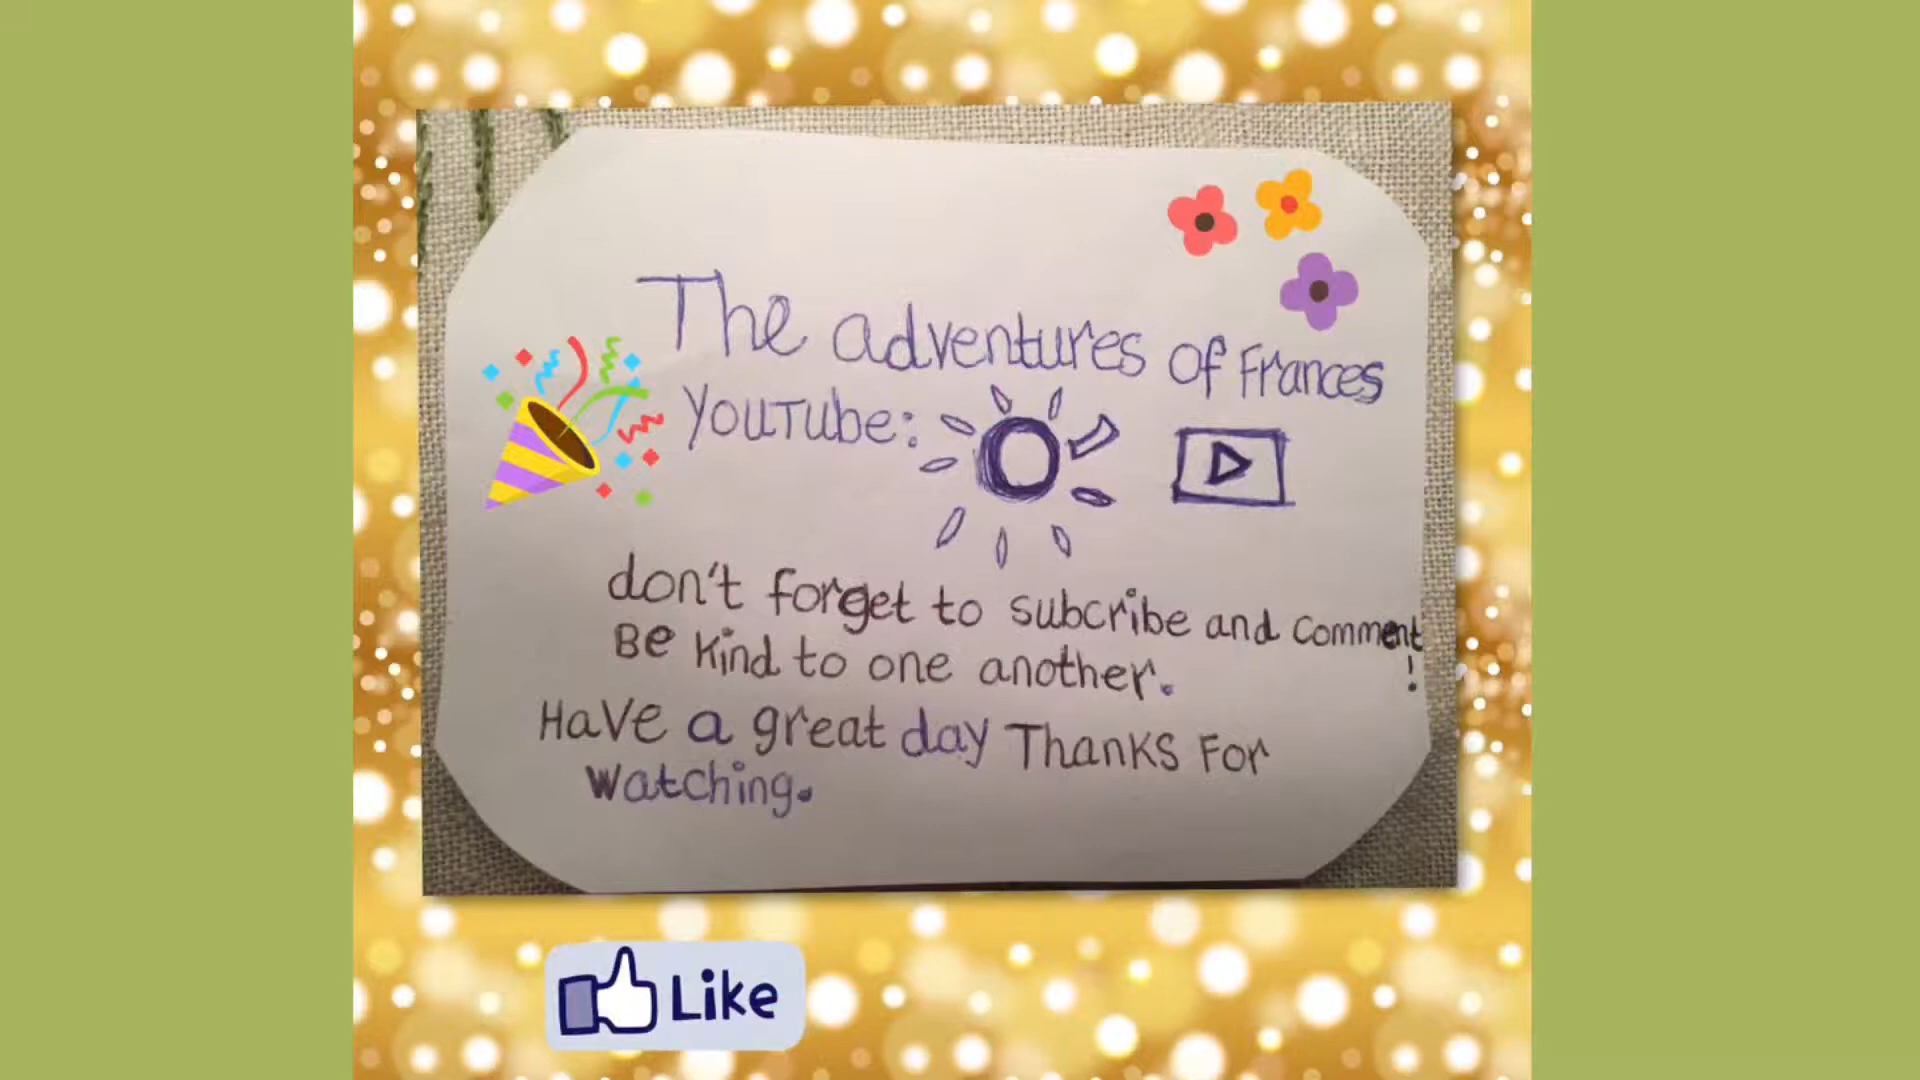 The adventures of Frances
YouTube:
don't forget to subcribe and comment
!
Be kind to one another.
Have a great day Thanks For
watching.
Like